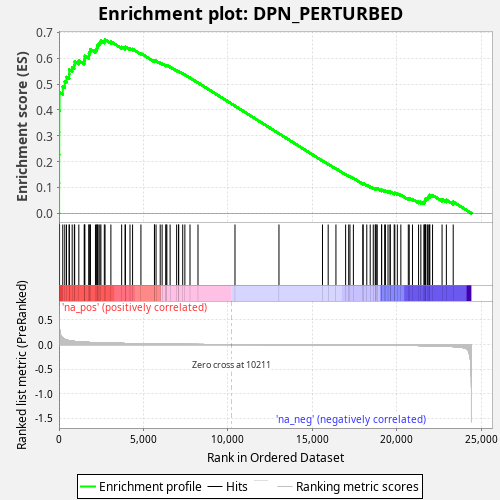 Enrichment plot: DPN_PERTURBED
Enrichment score (ES)
0.7
0.6
0.5
0.4
0.3
0.2
0.1
0.0
'na_pos' (positively correlated)
Ranked list metric (PreRanked)
0.5
0.0
-0.5
-1.0
-1.5
Zero cross at 10211
'na_neg' (negatively correlated)
0 5,000 10,000 15,000 20,000 25,000
Rank in Ordered Dataset
Enrichment profile Hits Ranking metric scores